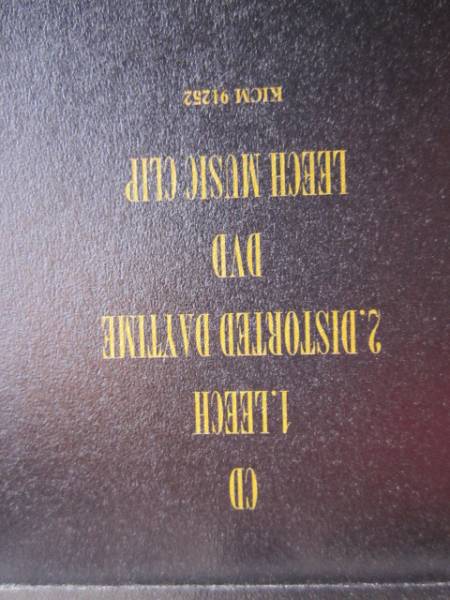 CD
1.LEECH
2.DISTORTED DAYTIME
DVD
LEECH MUSIC CLIP
KICM 91252